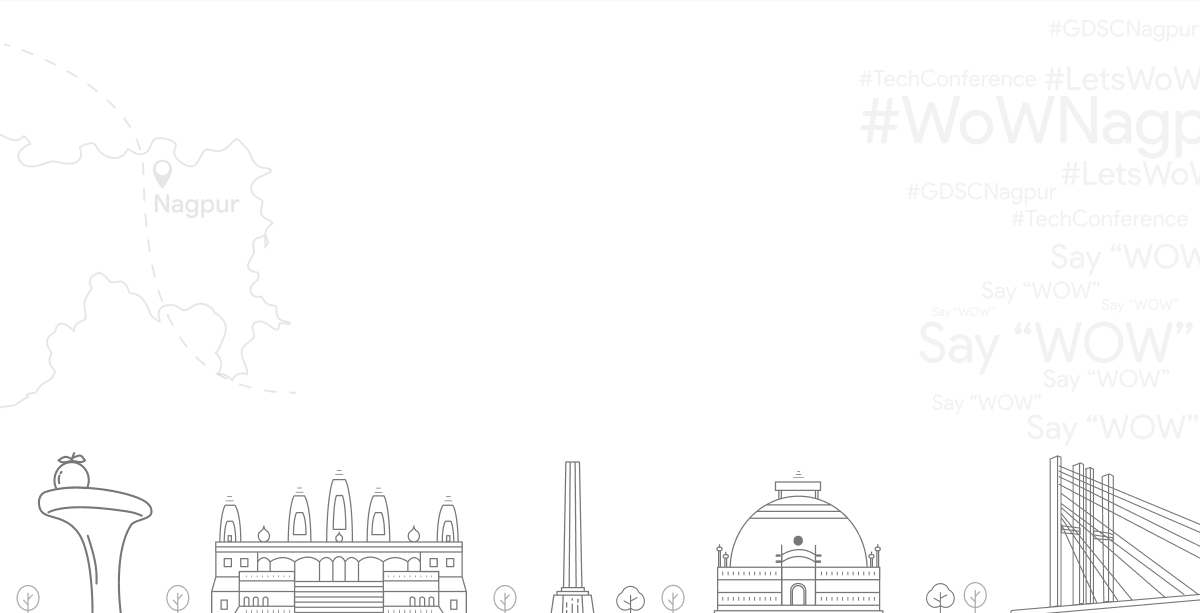 #GDSCNagpur
#TechConference #LetsWoW
#WoWNagp
#LetsWoW
#GDSCNagpur
#TechConference
Nagpur
Say “WOW
Say “WOW”
Say “WOW”
Say “WOW”
Say “WOW”
Say “WOW”
Say “WOW”
Say “WOW”